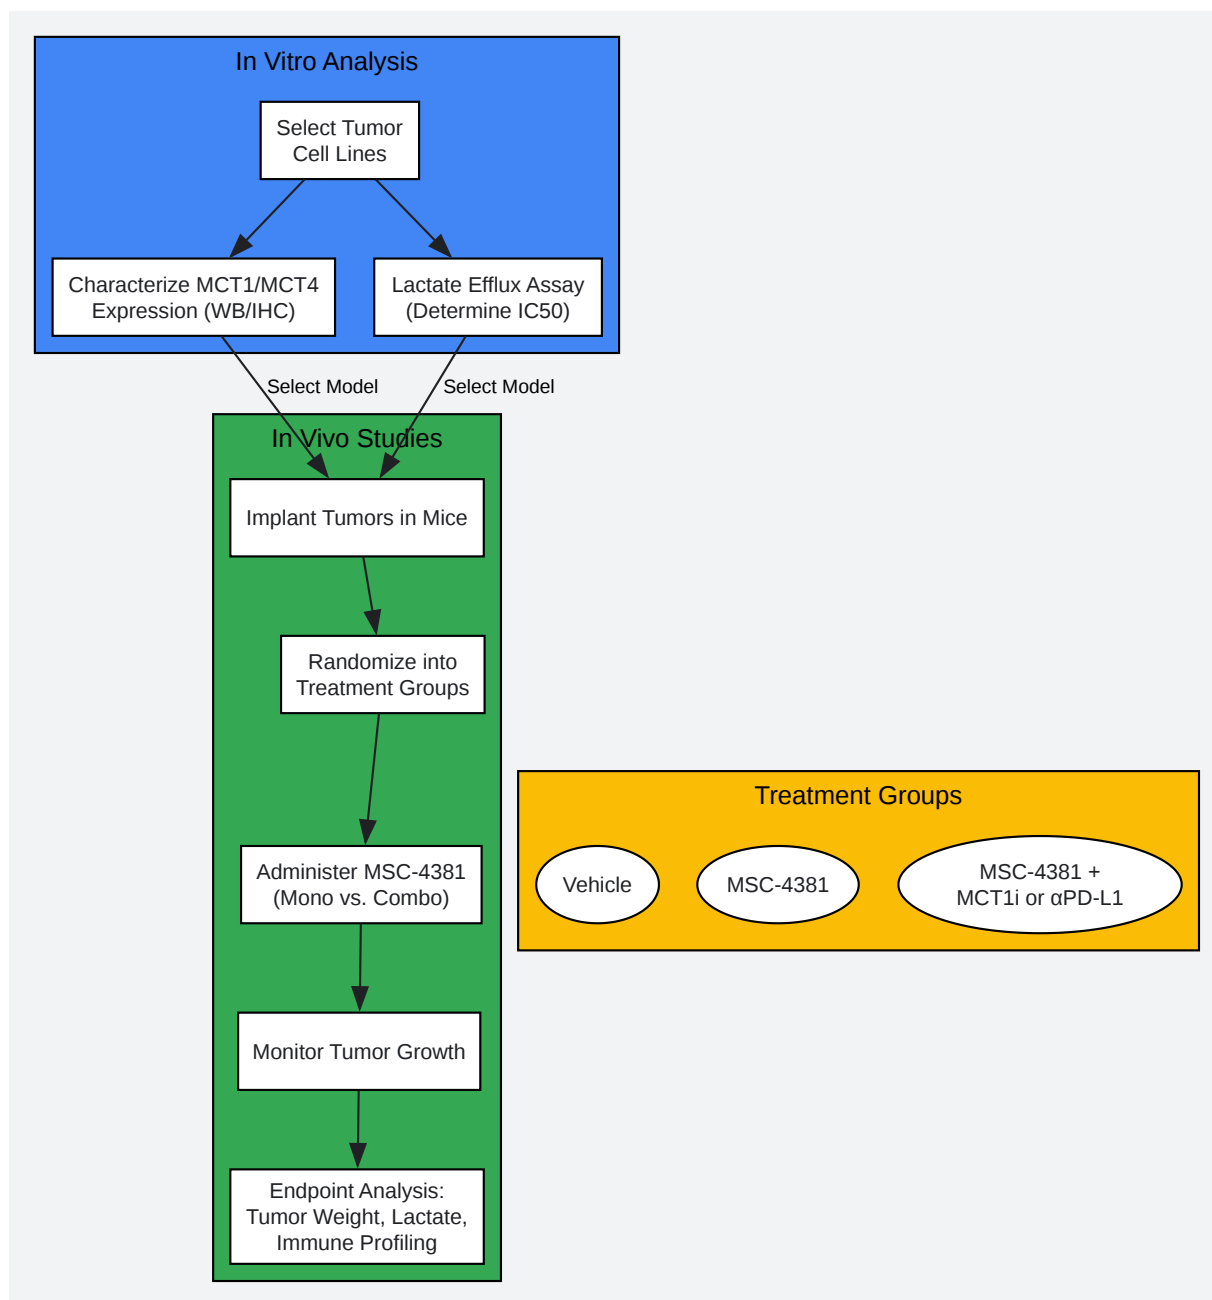 In Vitro Analysis
Select Tumor
Cell Lines
Characterize MCT1/MCT4
Expression (WB/IHC)
Lactate Efflux Assay
(Determine IC50)
Select Model
Select Model
In Vivo Studies
Implant Tumors in Mice
Randomize into
Treatment Groups
Treatment Groups
Administer MSC-4381
(Mono vs. Combo)
Vehicle
MSC-4381
MSC-4381 +
MCT1i or αPD-L1
Monitor Tumor Growth
Endpoint Analysis:
Tumor Weight, Lactate,
Immune Profiling